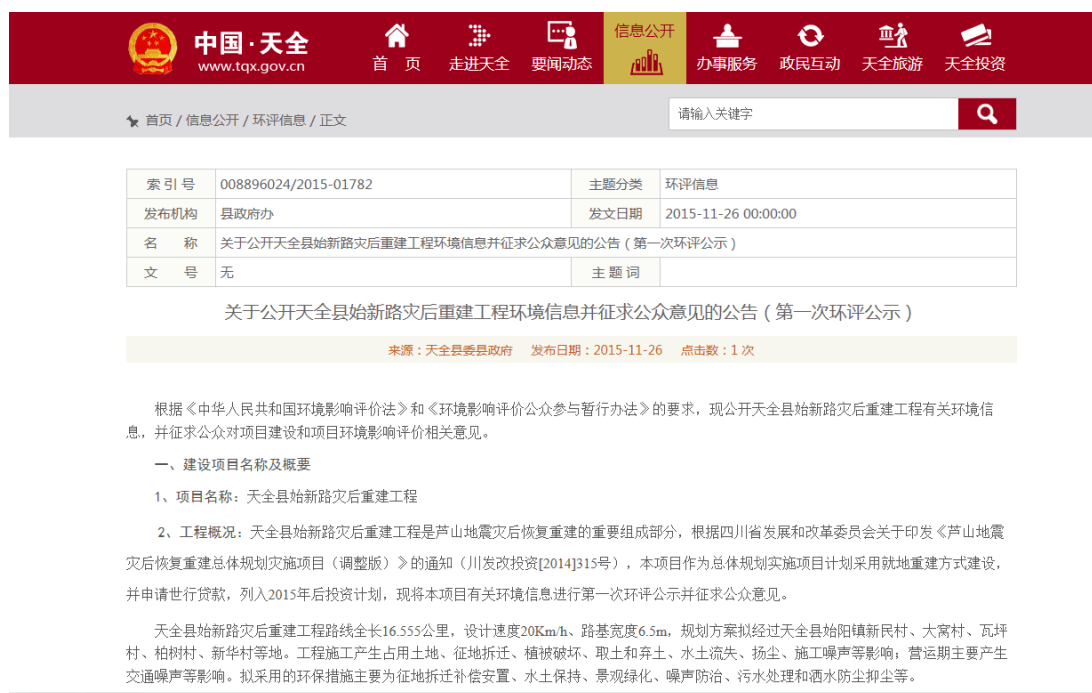 中国·天全
www.tqx.gov.cn
首 页
走进天全
要闻动态
信息公开
办事服务
政民互动
天全旅游
天全投资
首页 / 信息公开 / 环评信息 / 正文
请输入关键字
索 引 号 008896024/2015-01782 主题分类 环评信息
发布机构 县政府办 发文日期 2015-11-26 00:00:00
名 称 关于公开天全县始新路灾后重建工程环境信息并征求公众意见的公告（第一次环评公示）
文 号 无 主 题 词
关于公开天全县始新路灾后重建工程环境信息并征求公众意见的公告（第一次环评公示）
来源：天全县委县政府 发布日期：2015-11-26 点击数：1 次
根据《中华人民共和国环境影响评价法》和《环境影响评价公众参与暂行办法》的要求，现公开天全县始新路灾后重建工程有关环境信
息，并征求公众对项目建设和项目环境影响评价相关意见。
一、建设项目名称及概要
1、项目名称：天全县始新路灾后重建工程
2、工程概况：天全县始新路灾后重建工程是芦山地震灾后恢复重建的重要组成部分，根据四川省发展和改革委员会关于印发《芦山地震
灾后恢复重建总体规划灾施项目（调整版）》的通知（川发改投资[2014]315号），本项目作为总体规划实施项目计划采用就地重建方式建设，
并申请世行贷款，列入2015年后投资计划，现将本项目有关环境信息进行第一次环评公示并征求公众意见。
天全县始新路灾后重建工程路线全长16.555公里，设计速度20Km/h、路基宽度6.5m，规划方案拟经过天全县始阳镇新民村、大窝村、瓦坪
村、柏树村、新华村等地。工程施工产生占用土地、征地拆迁、植被破坏、取土和弃土、水土流失、扬尘、施工噪声等影响；营运期主要产生
交通噪声等影响。拟采用的环保措施主要为征地拆迁补偿安置、水土保持、景观绿化、噪声防治、污水处理和洒水防尘抑尘等。